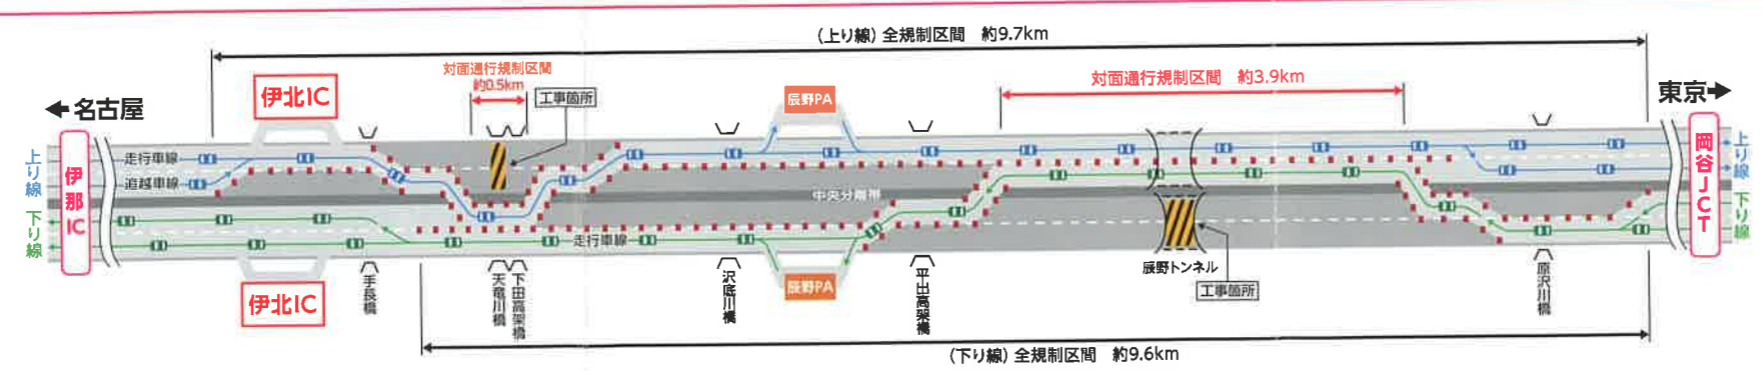 (上り線) 全規制区間 約9.7km
対面通行規制区間
約0.5km
工事箇所
対面通行規制区間 約3.9km
← 名古屋
東京→
伊北IC
辰野PA
上り線
下り線
伊那IC
走行車線
追越車線
中央分離帯
走行車線
岡谷JCT
上り線
下り線
伊北IC
手長橋
天竜川橋
下田高架橋
沢底川橋
辰野PA
平出高架橋
辰野トンネル
工事箇所
原沢川橋
(下り線) 全規制区間 約9.6km